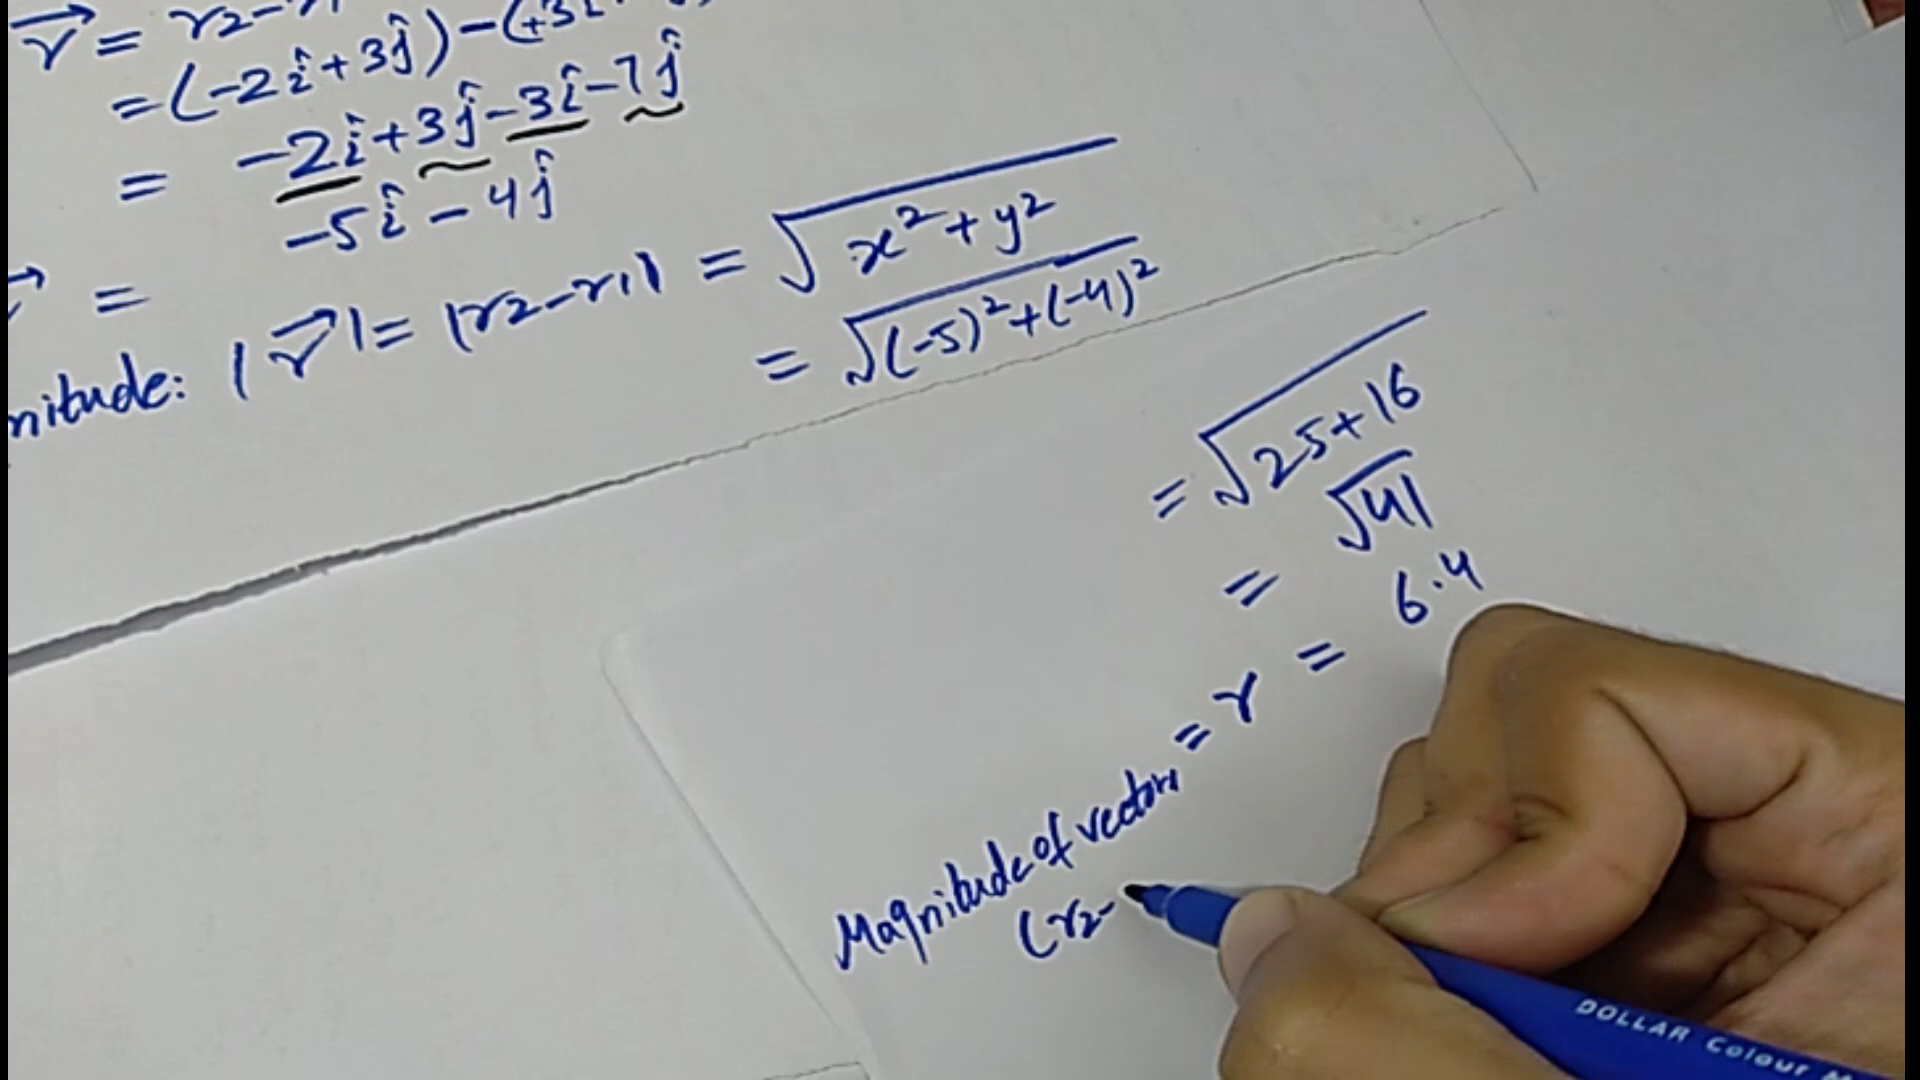 r⃗ = r2-r1
= (-2î+3ĵ)-(+3î
= -2î+3ĵ-3î-7ĵ
-5î-4ĵ
=
nitude: |r⃗|= |r2-r1| = √x²+y²
= √(-5)²+(-4)²
= √25+16
= √41
Magnitude of vector = r = 6.4
(r2-
DOLLAR Colour